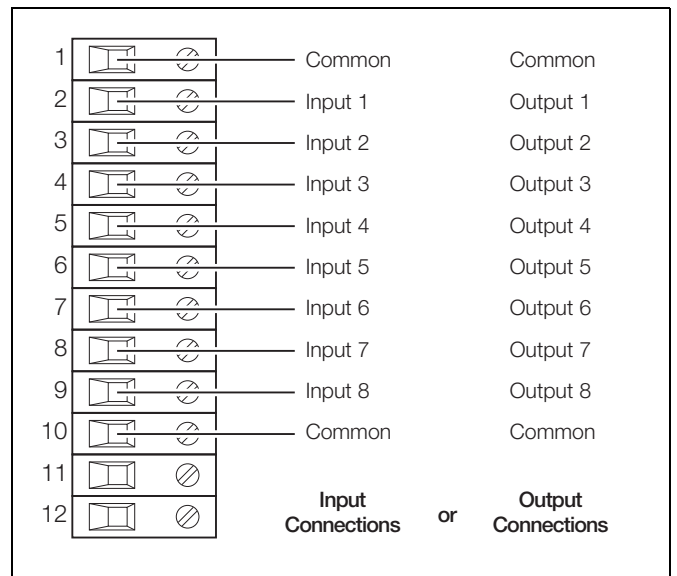 1 Common Common
2 Input 1 Output 1
3 Input 2 Output 2
4 Input 3 Output 3
5 Input 4 Output 4
6 Input 5 Output 5
7 Input 6 Output 6
8 Input 7 Output 7
9 Input 8 Output 8
10 Common Common
11
12
Input Connections or Output Connections